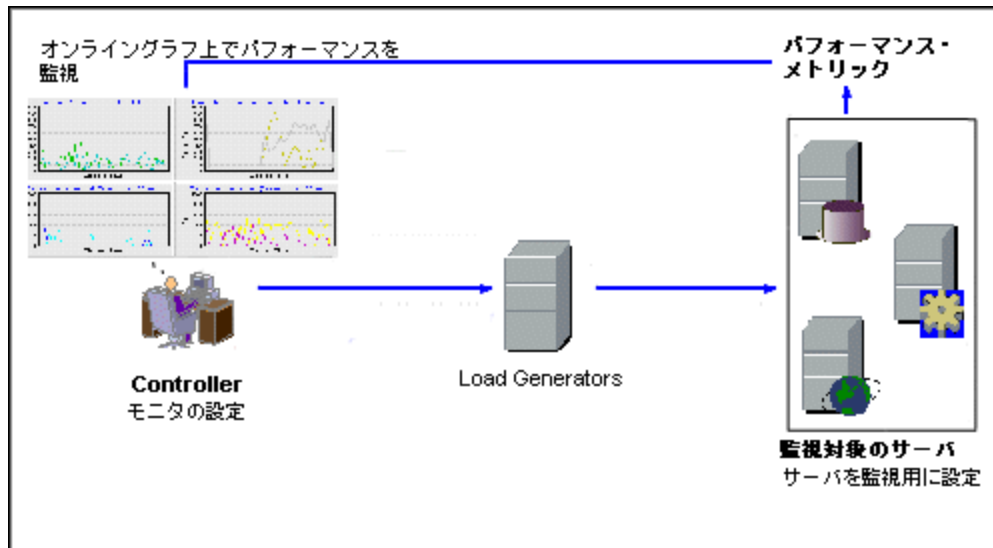 オンライングラフ上でパフォーマンスを
監視
パフォーマンス・
メトリック
Controller
モニタの設定
Load Generators
監視対象のサーバ
サーバを監視用に設定